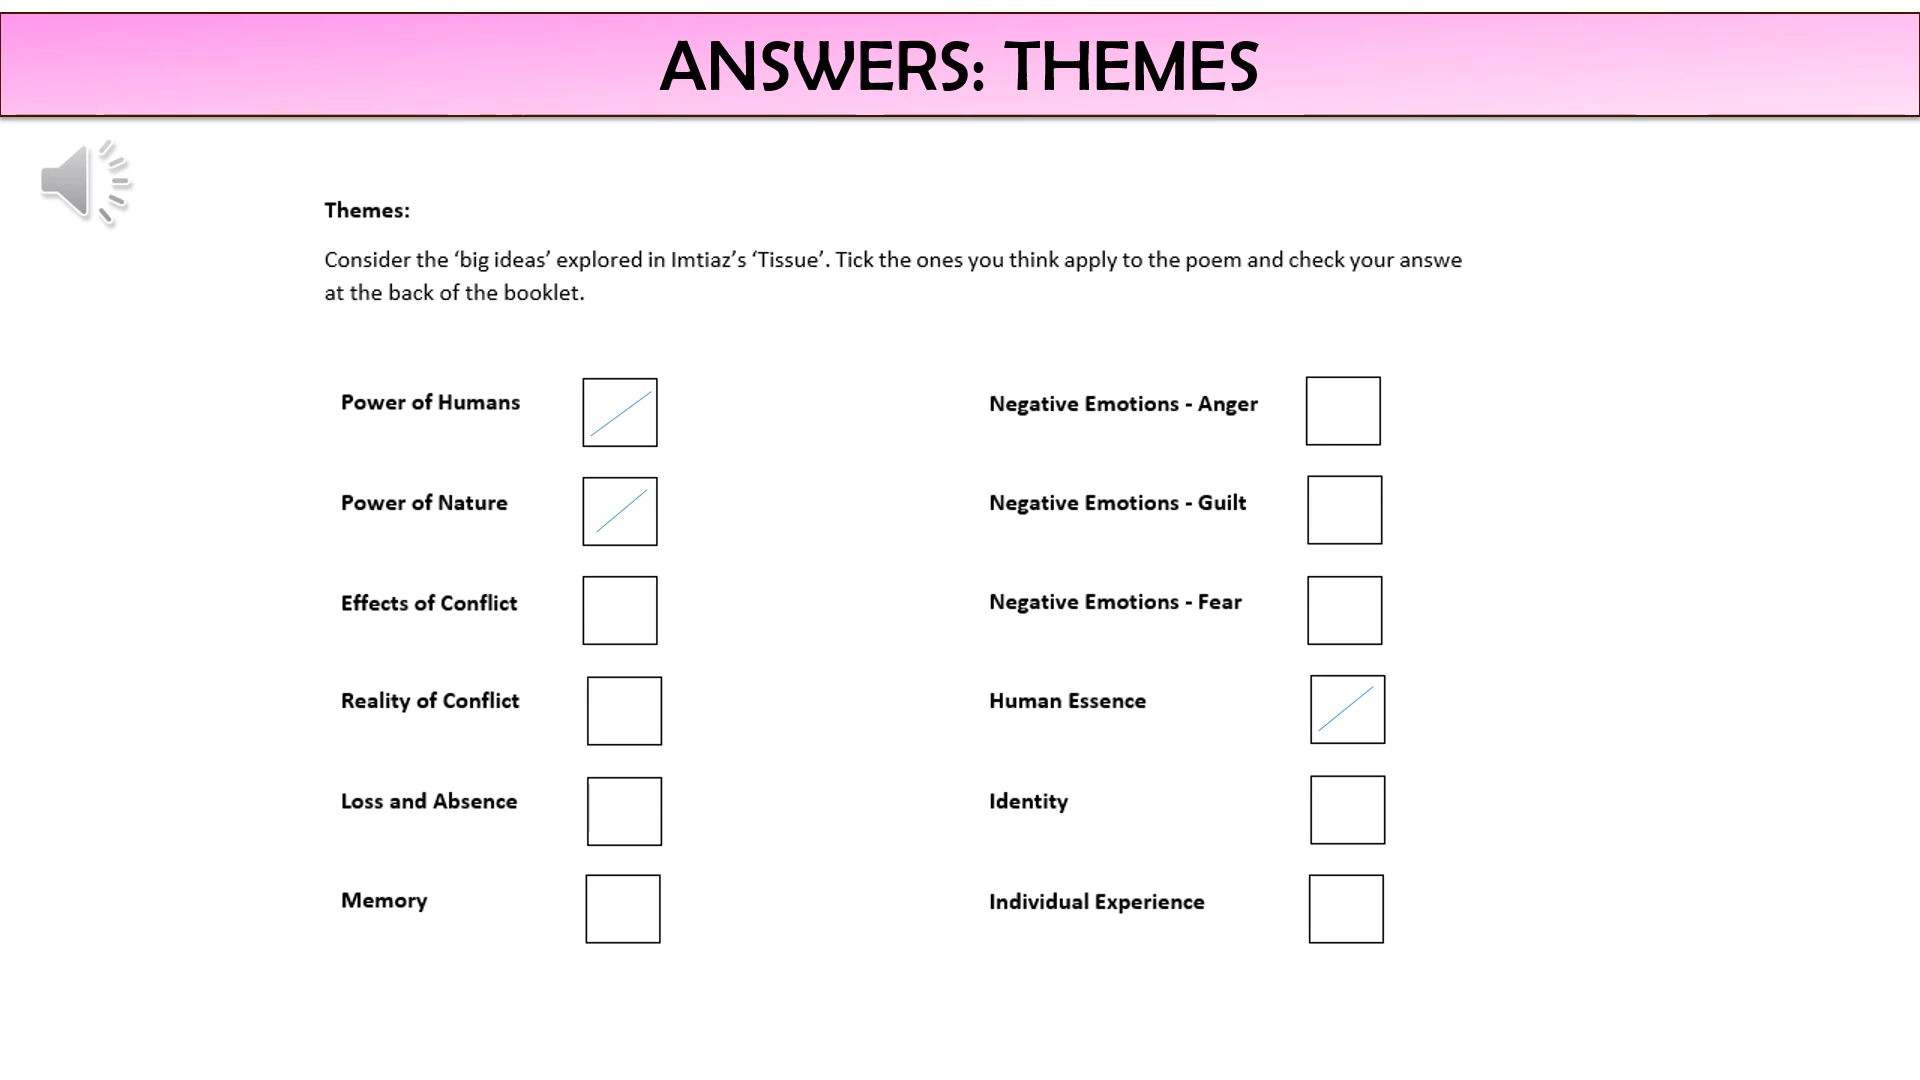 ANSWERS: THEMES
Themes:
Consider the ‘big ideas’ explored in Imtiaz’s ‘Tissue’. Tick the ones you think apply to the poem and check your answe
at the back of the booklet.
Power of Humans
Negative Emotions - Anger
Power of Nature
Negative Emotions - Guilt
Effects of Conflict
Negative Emotions - Fear
Reality of Conflict
Human Essence
Loss and Absence
Identity
Memory
Individual Experience